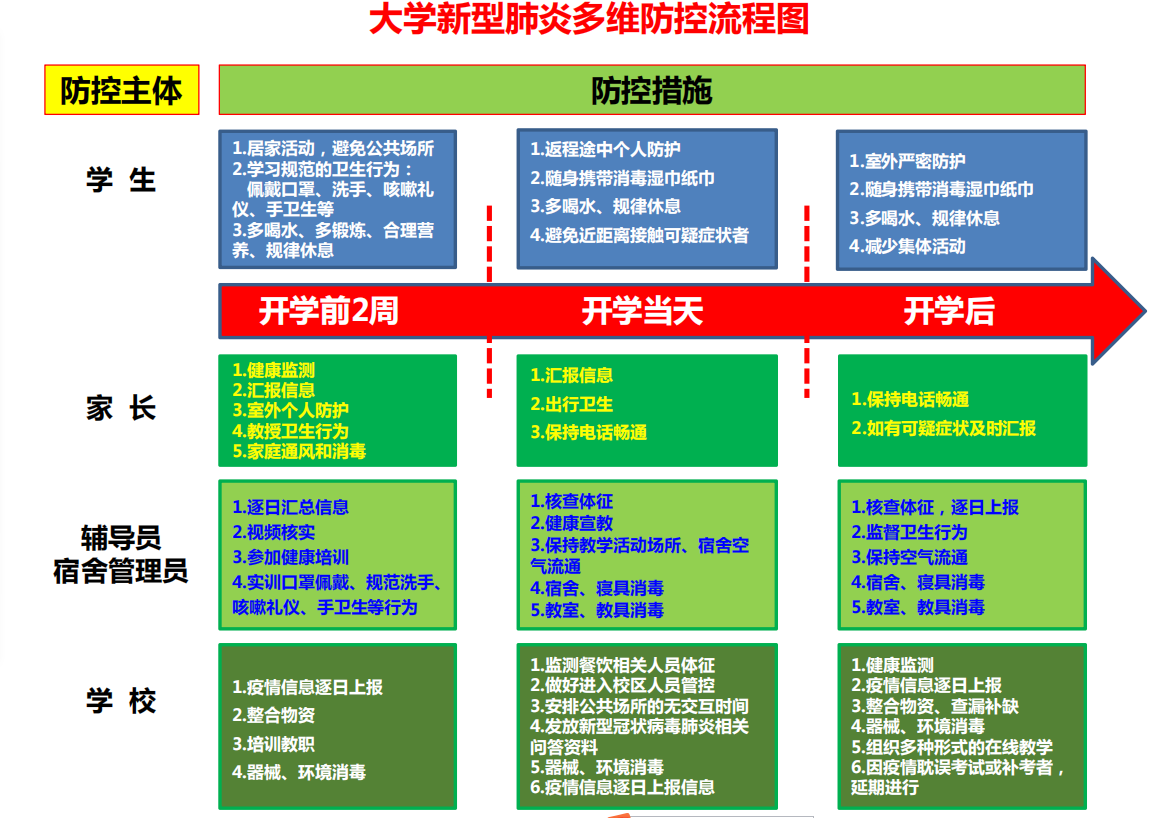 大学新型肺炎多维防控流程图
防控主体
防控措施
学 生
1.居家活动，避免公共场所
2.学习规范的卫生行为：
佩戴口罩、洗手、咳嗽礼
仪、手卫生等
3.多喝水、多锻炼、合理营
养、规律休息
1.返程途中个人防护
2.随身携带消毒湿巾纸巾
3.多喝水、规律休息
4.避免近距离接触可疑症状者
1.室外严密防护
2.随身携带消毒湿巾纸巾
3.多喝水、规律休息
4.减少集体活动
开学前2周
开学当天
开学后
家 长
1.健康监测
2.汇报信息
3.室外个人防护
4.教授卫生行为
5.家庭通风和消毒
1.汇报信息
2.出行卫生
3.保持电话畅通
1.保持电话畅通
2.如有可疑症状及时汇报
辅导员
宿舍管理员
1.逐日汇总信息
2.视频核实
3.参加健康培训
4.实训口罩佩戴、规范洗手、
咳嗽礼仪、手卫生等行为
1.核查体征
2.健康宣教
3.保持教学活动场所、宿舍空
气流通
4.宿舍、寝具消毒
5.教室、教具消毒
1.核查体征，逐日上报
2.监督卫生行为
3.保持空气流通
4.宿舍、寝具消毒
5.教室、教具消毒
学 校
1.疫情信息逐日上报
2.整合物资
3.培训教职
4.器械、环境消毒
1.监测餐饮相关人员体征
2.做好进入校区人员管控
3.安排公共场所的无交互时间
4.发放新型冠状病毒肺炎相关
问答资料
5.器械、环境消毒
6.疫情信息逐日上报信息
1.健康监测
2.疫情信息逐日上报
3.整合物资、查漏补缺
4.器械、环境消毒
5.组织多种形式的在线教学
6.因疫情耽误考试或补考者，
延期进行